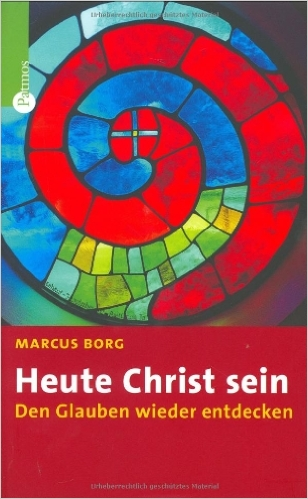 Urheberrechtlich geschütztes Material
Patmos
MARCUS BORG
Heute Christ sein
Den Glauben wieder entdecken
Urheberrechtlich geschütztes Material